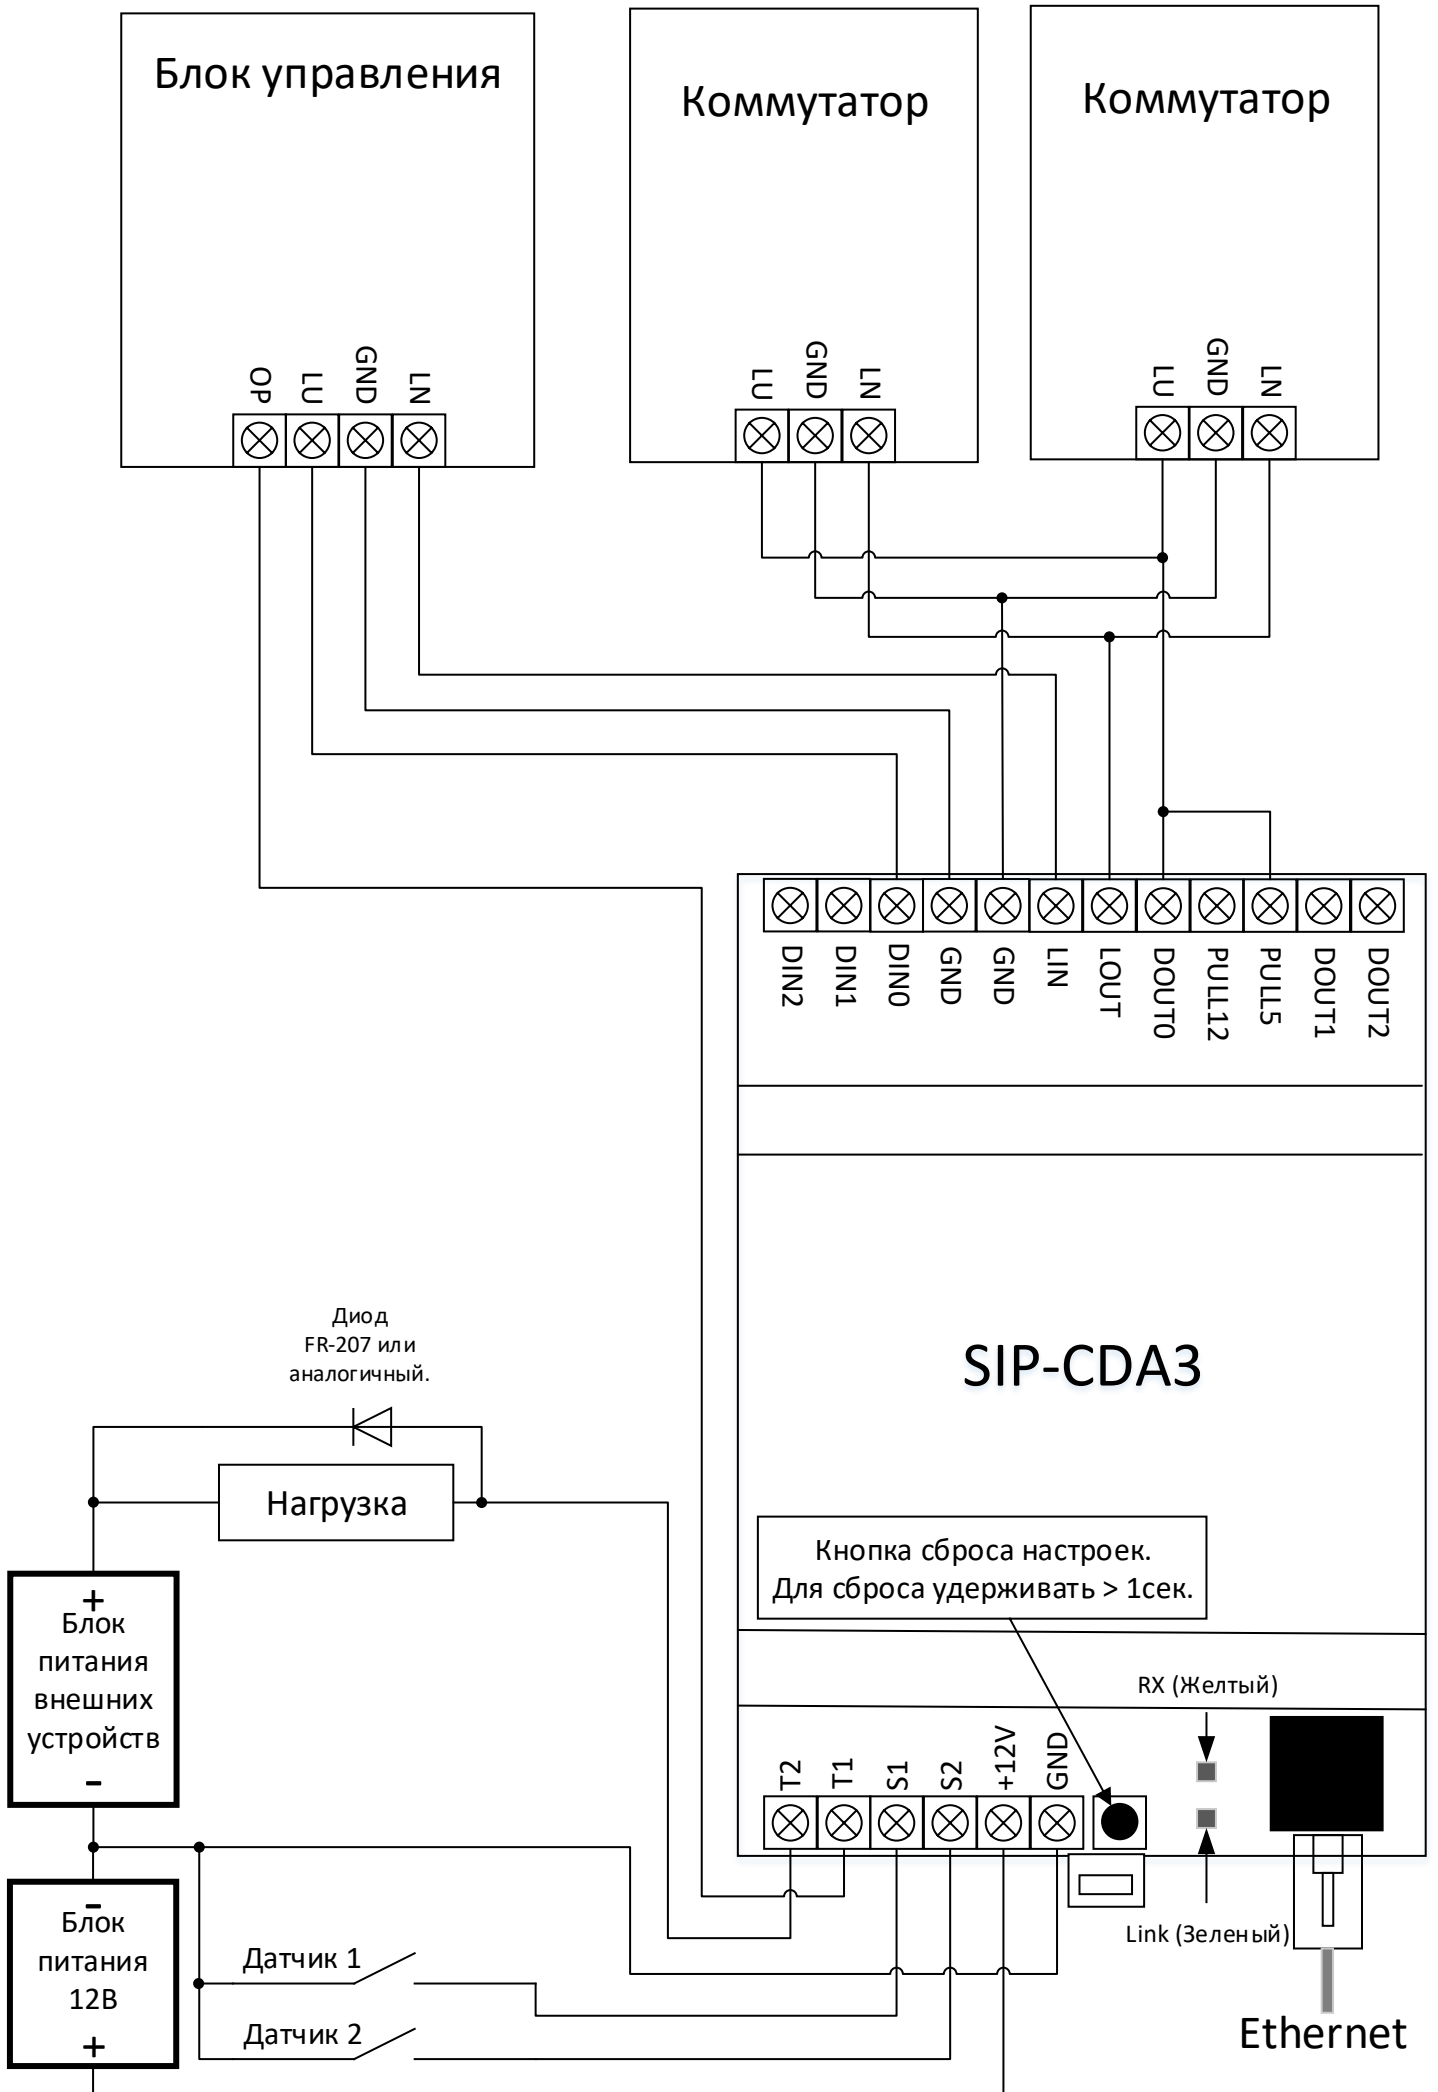 Блок управления
Коммутатор
Коммутатор
OP
LU
GND
LN
LU
GND
LN
LU
GND
LN
DIN2
DIN1
DIN0
GND
GND
LIN
LOUT
DOUT0
PULL12
PULL5
DOUT1
DOUT2
SIP-CDA3
Диод
FR-207 или
аналогичный.
Нагрузка
Кнопка сброса настроек.
Для сброса удерживать > 1сек.
+
Блок
питания
внешних
устройств
-
RX (Желтый)
T2
T1
S1
S2
+12V
GND
Link (Зеленый)
Ethernet
-
Блок
питания
12В
+
Датчик 1
Датчик 2